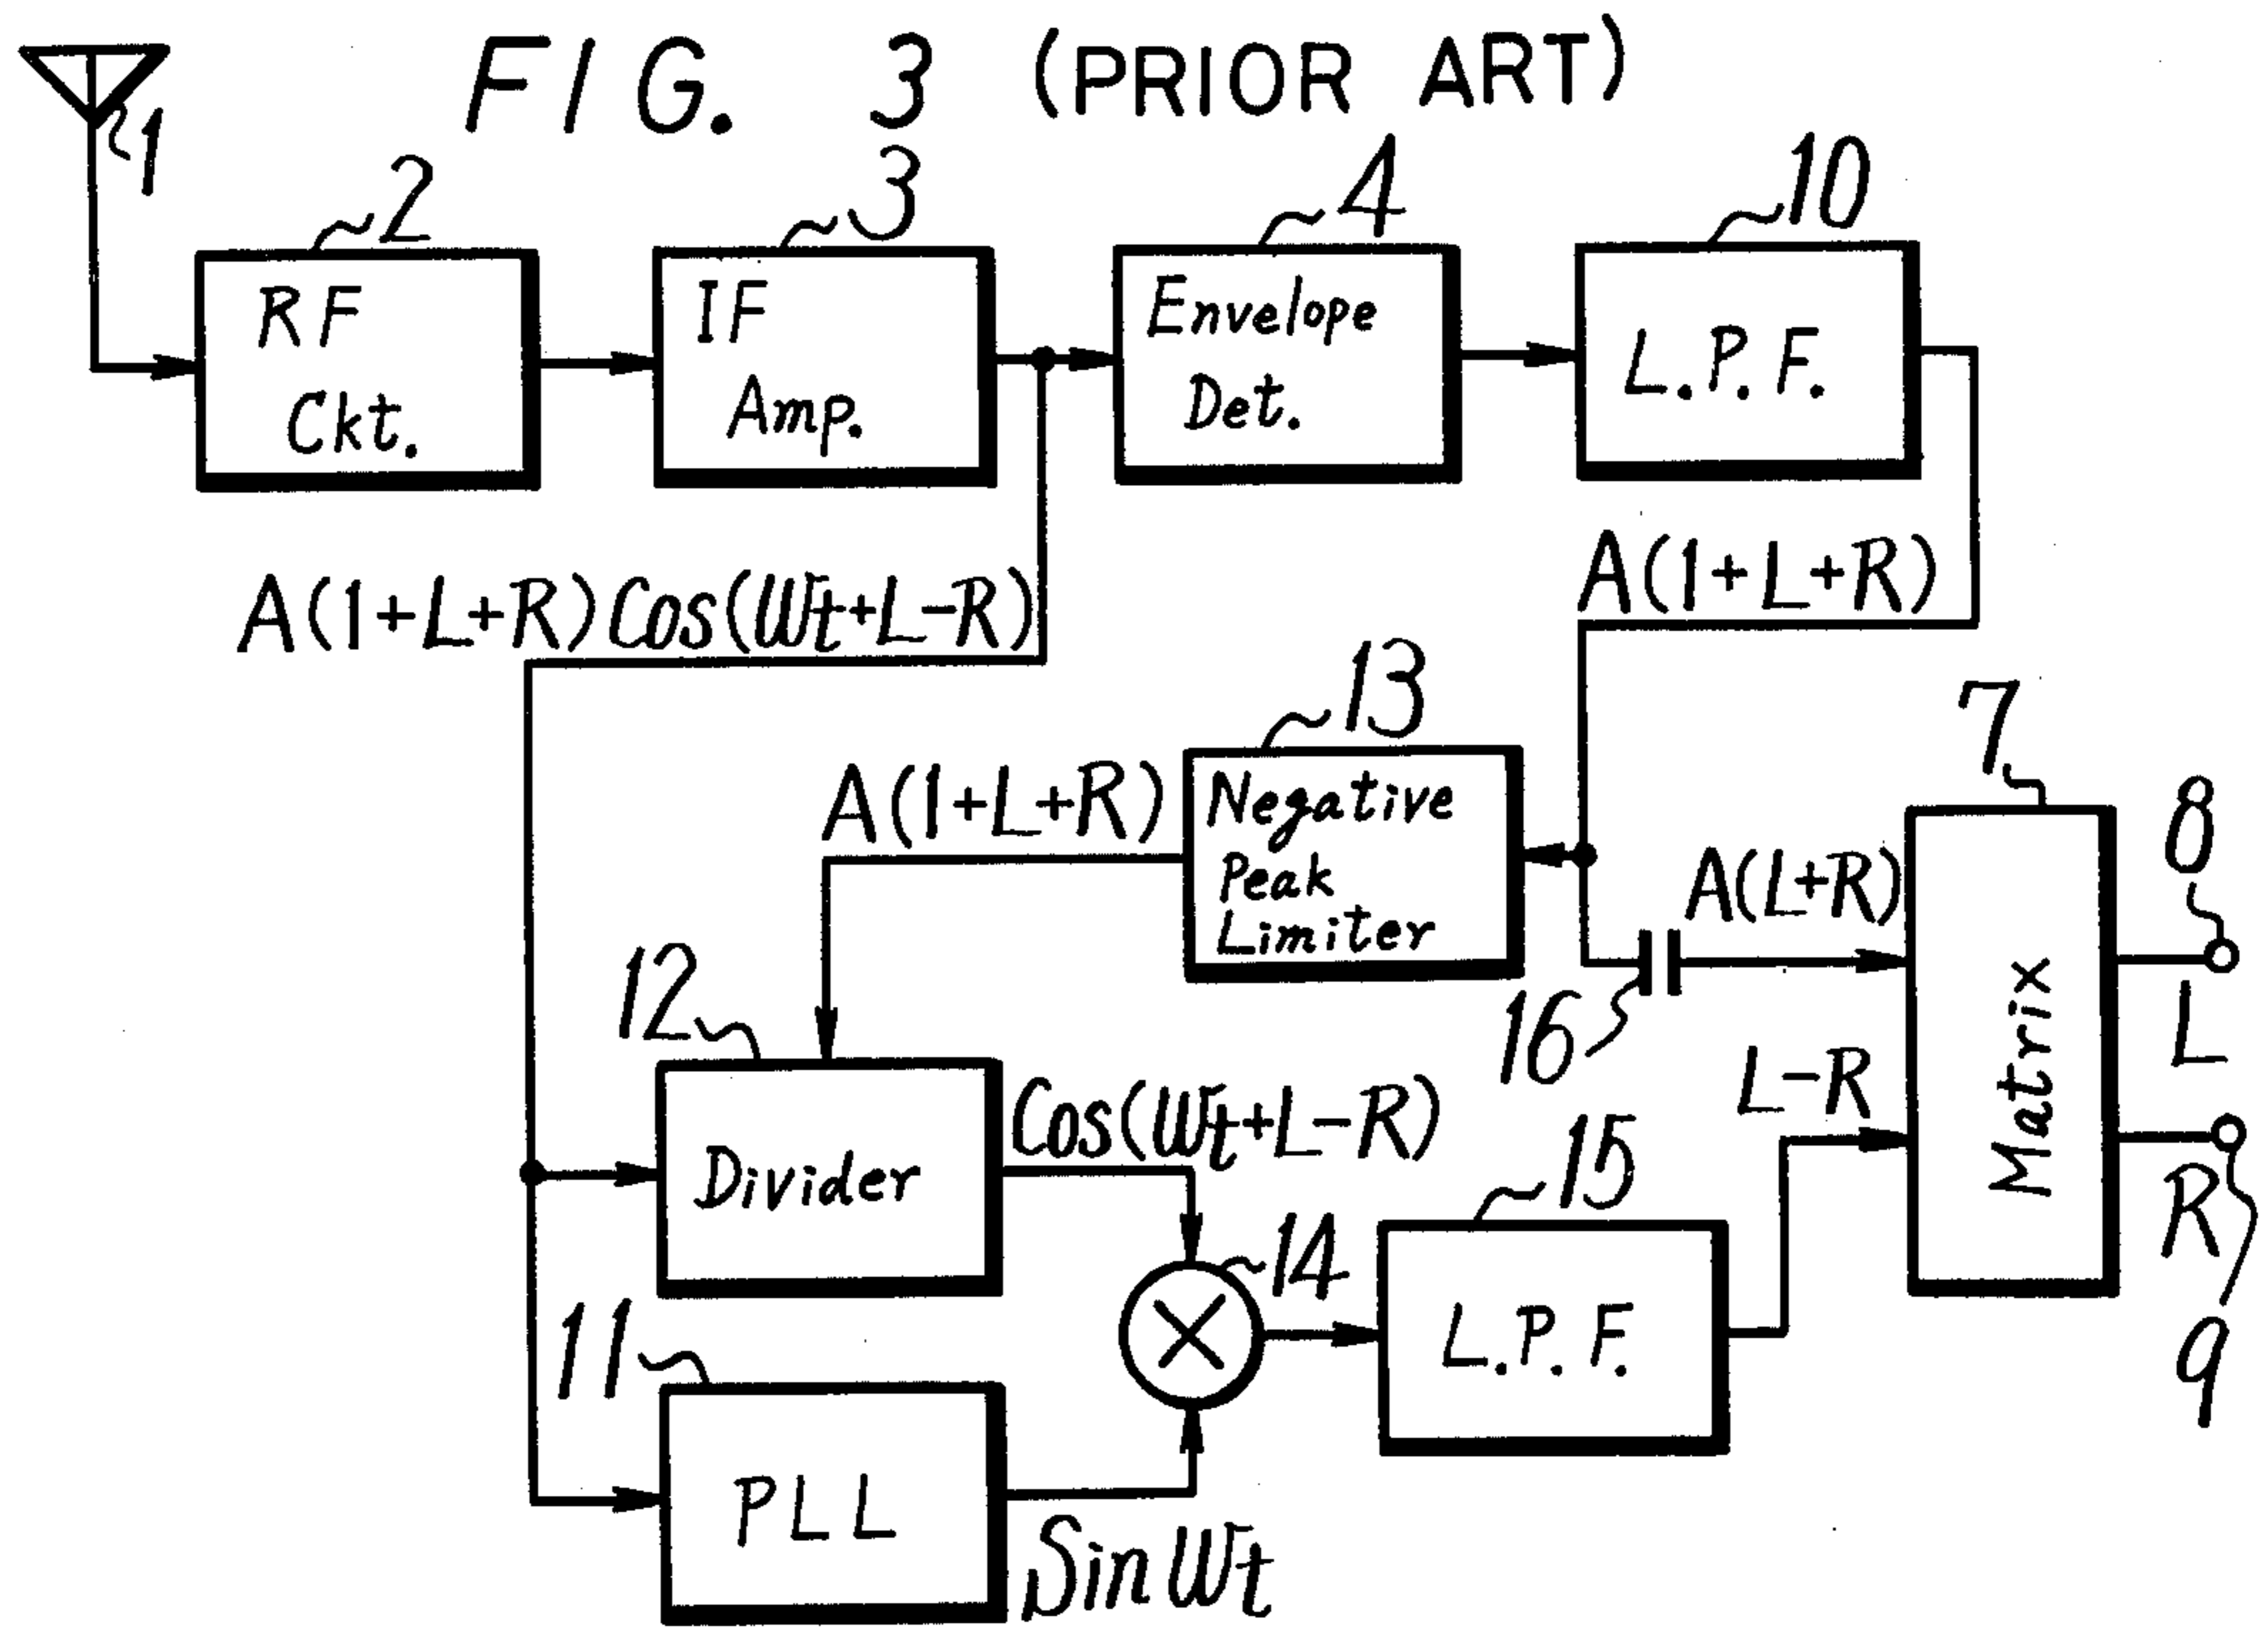 FIG. 3 (PRIOR ART)
1
2
3
4
10
RF
Ckt.
IF
Amp.
Envelope
Det.
L.P.F.
A(1+L+R)Cos(Wt+L-R)
A(1+L+R)
13
7
8
A(1+L+R)
Negative
Peak
Limiter
A(L+R)
12
16
L
Matrix
Divider
Cos(Wt+L-R)
L-R
15
R
14
11
L.P.F.
9
PLL
SinWt